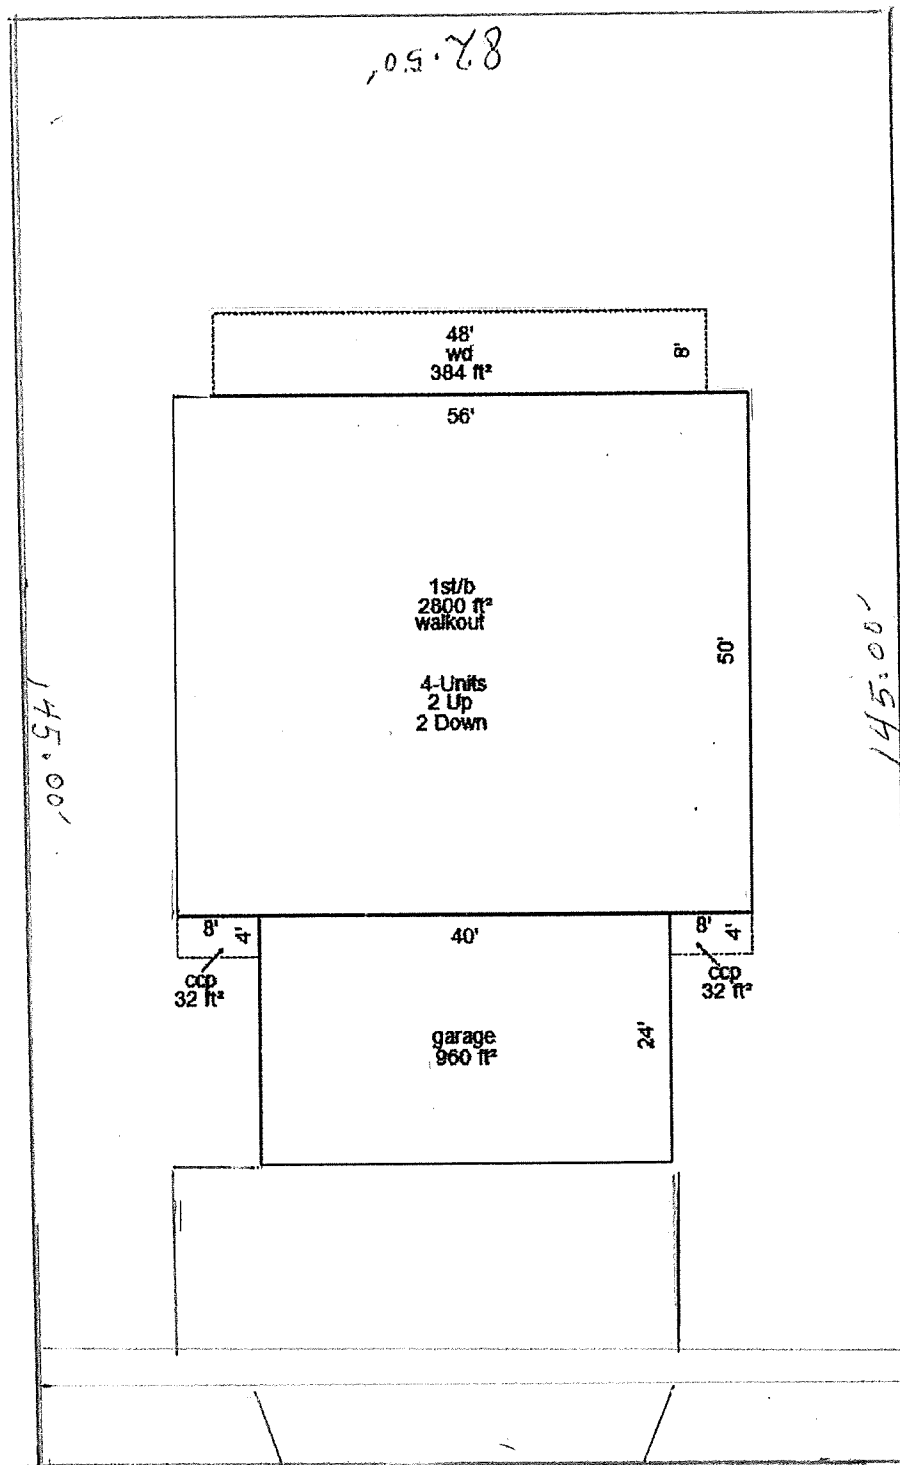 82.50'
48'
wd
384 ft²
8'
56'
1st/b
2800 ft²
walkout
50'
4-Units
2 Up
2 Down
145.00'
145.00'
8'
4'
40'
8'
4'
ccp
32 ft²
ccp
32 ft²
garage
960 ft²
24'